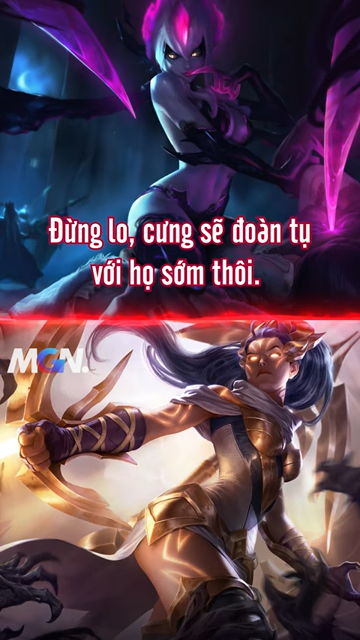 Đừng lo, cưng sẽ đoàn tụ
với họ sớm thôi.
MGN.